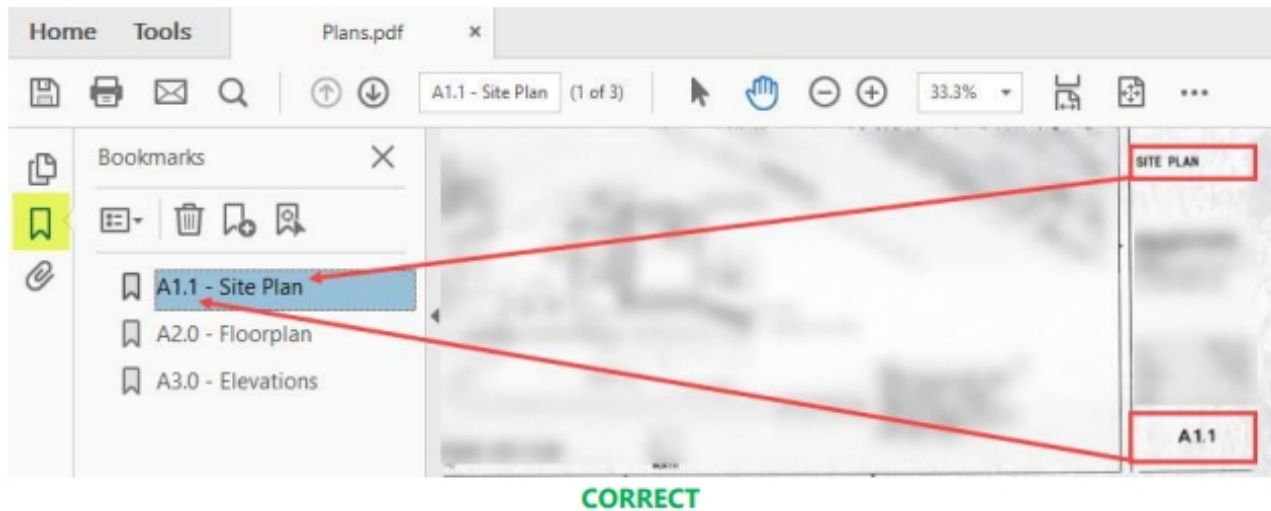 Home Tools Plans.pdf ×
A1.1 - Site Plan (1 of 3) 33.3%
Bookmarks
SITE PLAN
A1.1 - Site Plan
A2.0 - Floorplan
A3.0 - Elevations
A1.1
NORTH
CORRECT